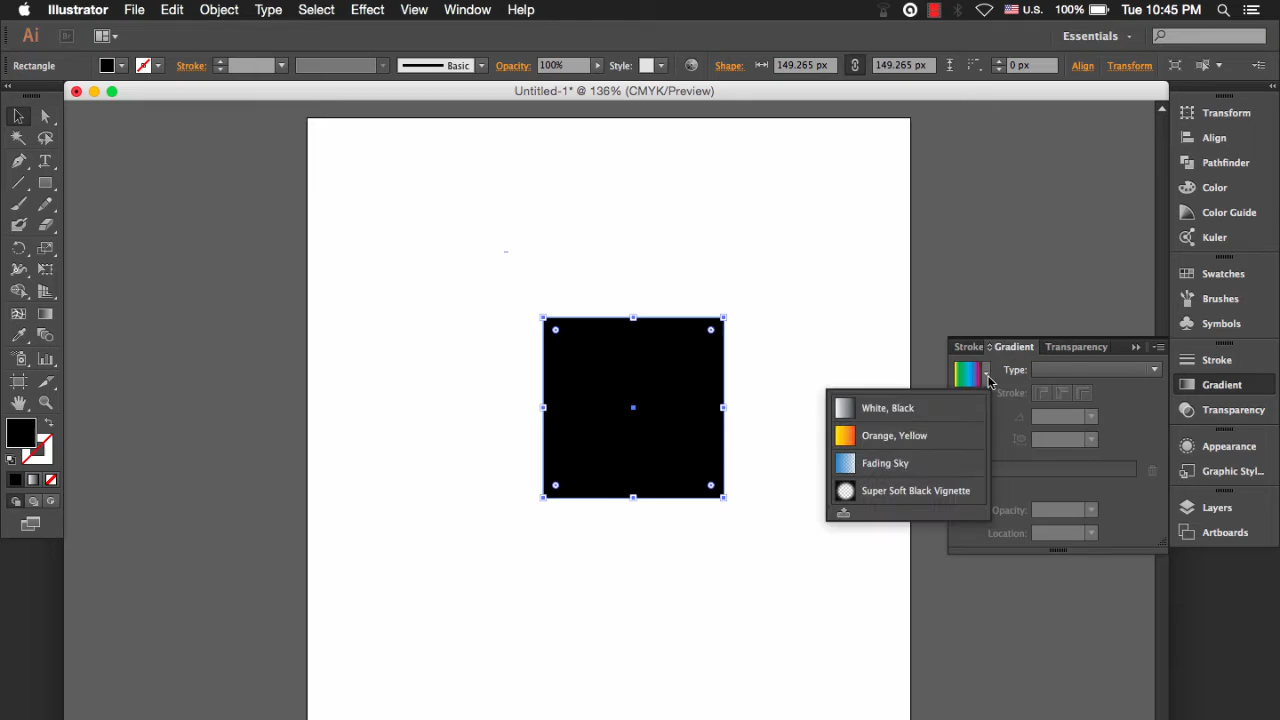 Illustrator File Edit Object Type Select Effect View Window Help U.S. 100% Tue 10:45 PM
Ai Br Essentials
Rectangle Stroke: Basic Opacity: 100% Style: Shape: 149.265 px 149.265 px 0 px Align Transform
Untitled-1* @ 136% (CMYK/Preview)
Transform
Align
Pathfinder
Color
Color Guide
Kuler
Swatches
Brushes
Symbols
Stroke Gradient Transparency
Type:
Stroke:
Opacity:
Location:
White, Black
Orange, Yellow
Fading Sky
Super Soft Black Vignette
Stroke
Gradient
Transparency
Appearance
Graphic Styl...
Layers
Artboards